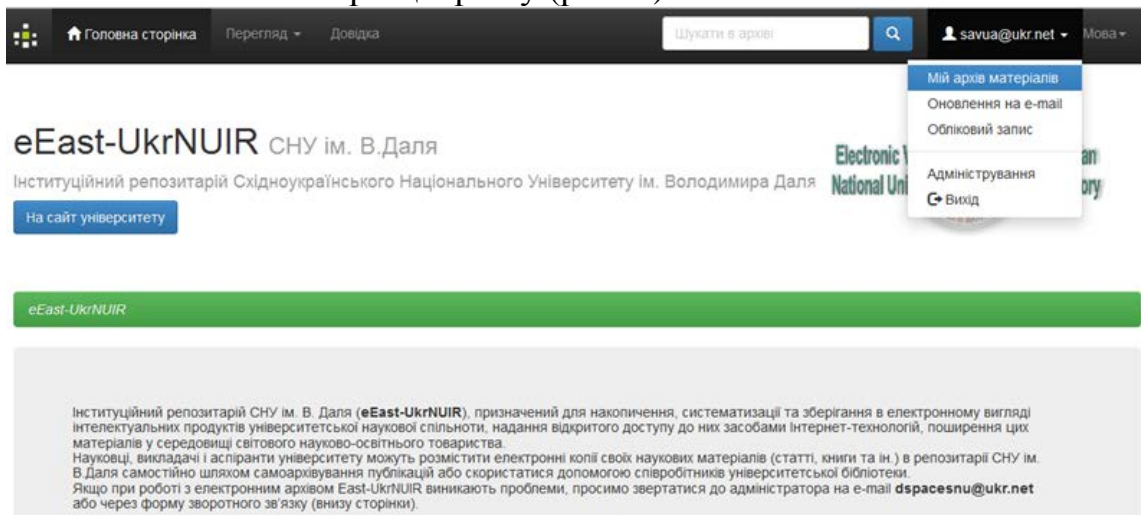 Головна сторінка Перегляд Довідка Шукати в архіві savua@ukr.net Мова
Мій архів матеріалів
Оновлення на e-mail
Обліковий запис
Адміністрування
Вихід
eEast-UkrNUIR СНУ ім. В.Даля
Інституційний репозитарій Східноукраїнського Національного Університету ім. Володимира Даля
На сайт університету
Electronic
National
eEast-UkrNUIR
Інституційний репозитарій СНУ ім. В. Даля (eEast-UkrNUIR), призначений для накопичення, систематизації та зберігання в електронному вигляді
інтелектуальних продуктів університетської наукової спільноти, надання відкритого доступу до них засобами Інтернет-технологій, поширення цих
матеріалів у середовищі світового науково-освітнього товариства.
Науковці, викладачі і аспіранти університету можуть розмістити електронні копії своїх наукових матеріалів (статті, книги та ін.) в репозитарії СНУ ім.
В.Даля самостійно шляхом самоархівування публікацій або скористатися допомогою співробітників університетської бібліотеки.
Якщо при роботі з електронним архівом East-UkrNUIR виникають проблеми, просимо звертатися до адміністратора на e-mail dspacesnu@ukr.net
або через форму зворотного зв'язку (внизу сторінки).